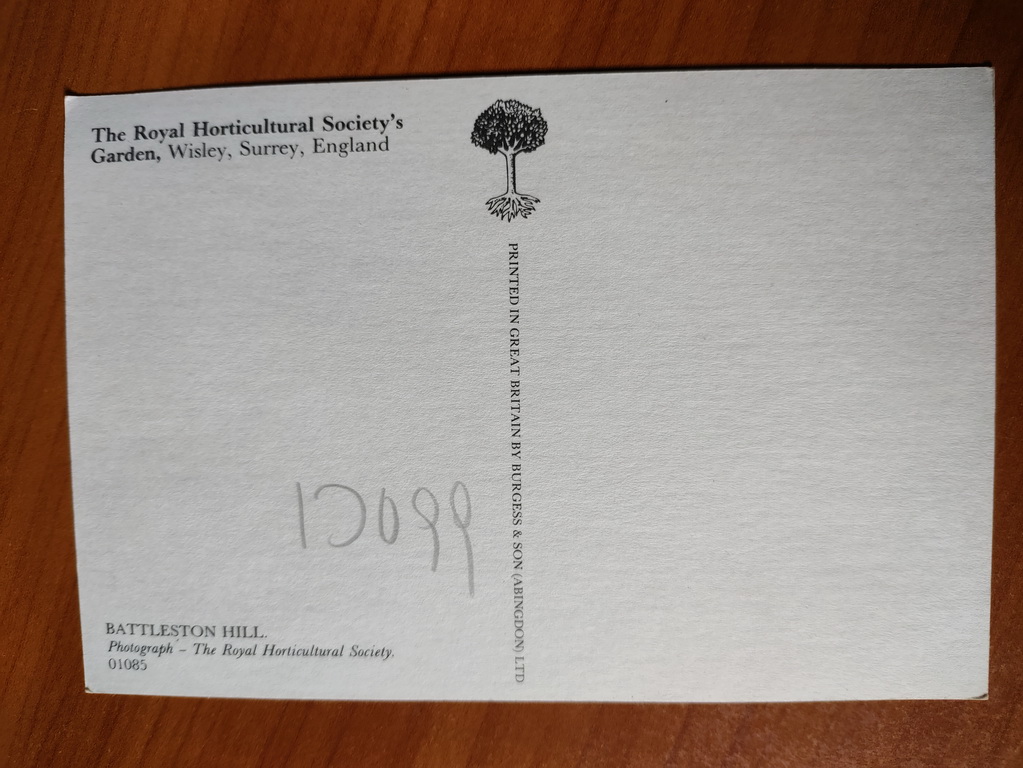 The Royal Horticultural Society's
Garden, Wisley, Surrey, England
PRINTED IN GREAT BRITAIN BY BURGESS & SON (ABINGDON) LTD
BATTLESTON HILL.
Photograph – The Royal Horticultural Society.
01085